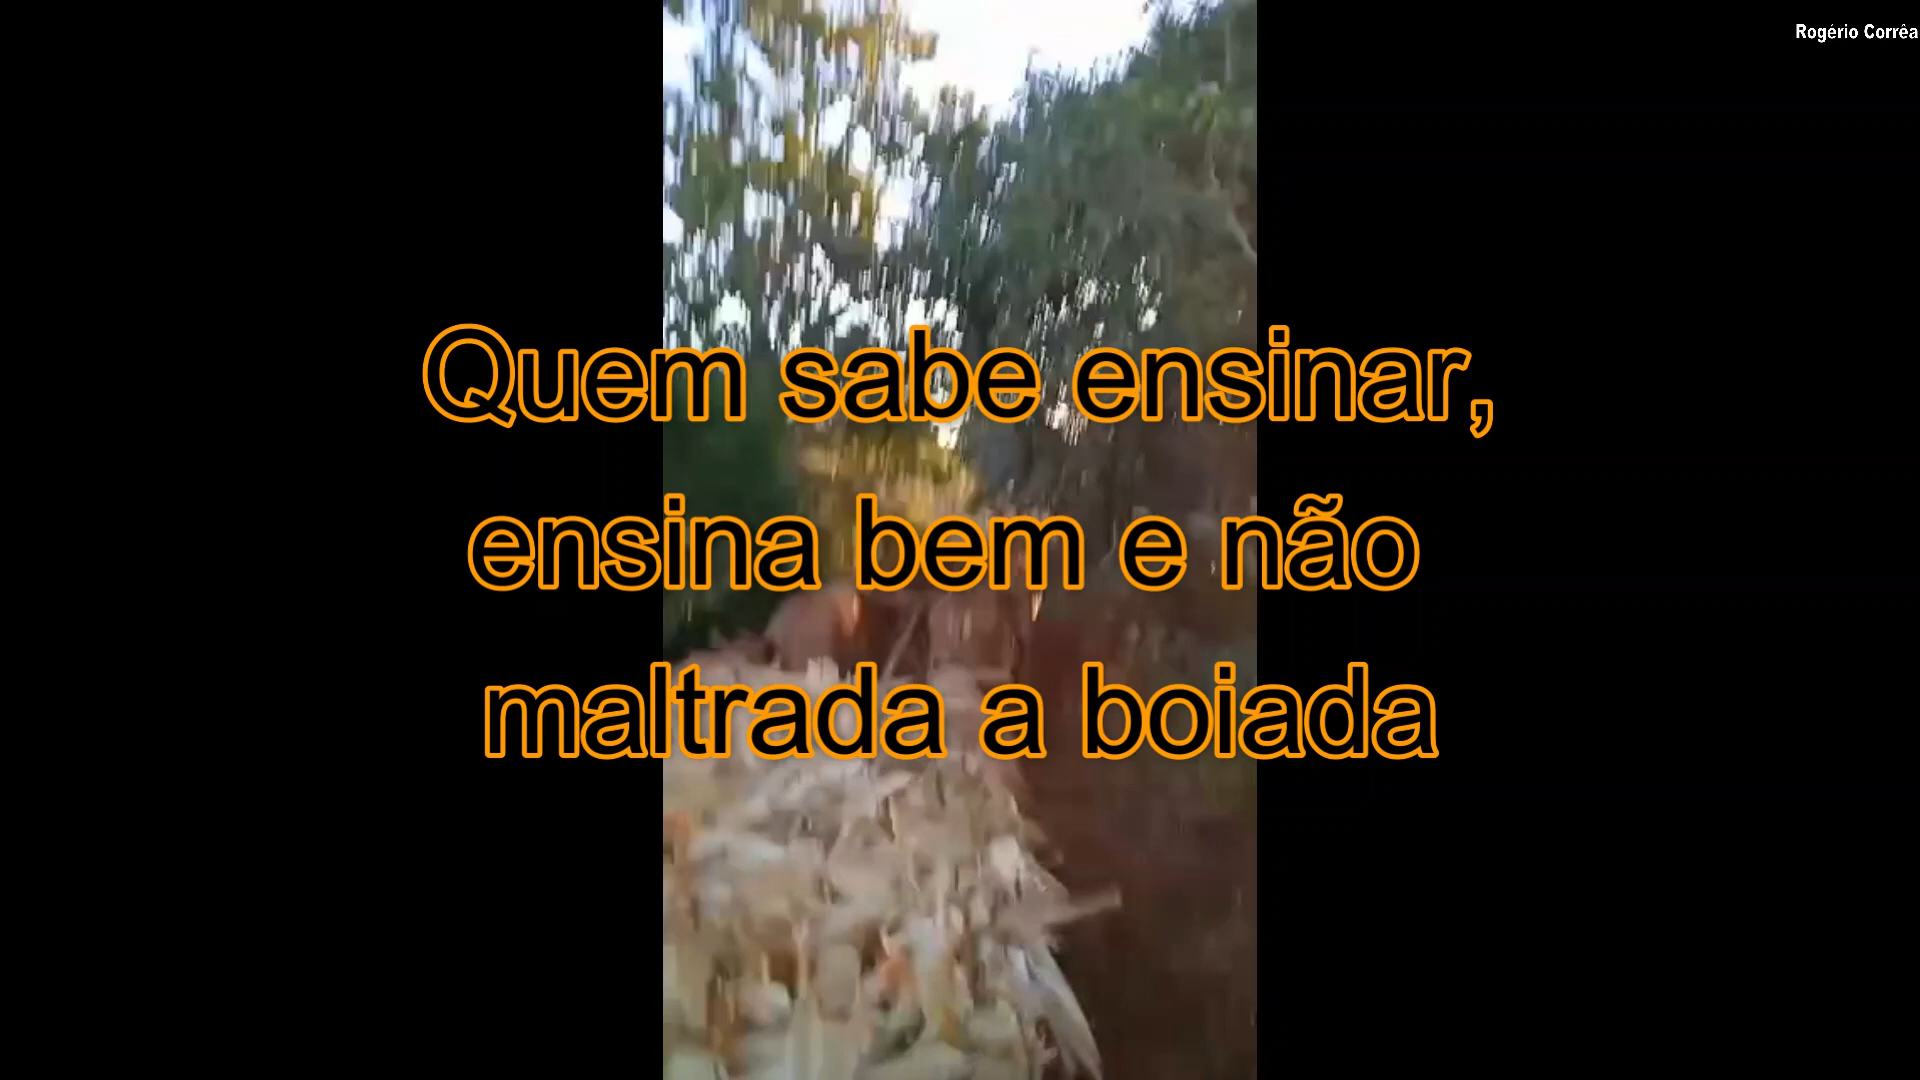 Rogério Corrêa
Quem sabe ensinar,
ensina bem e não
maltrada a boiada